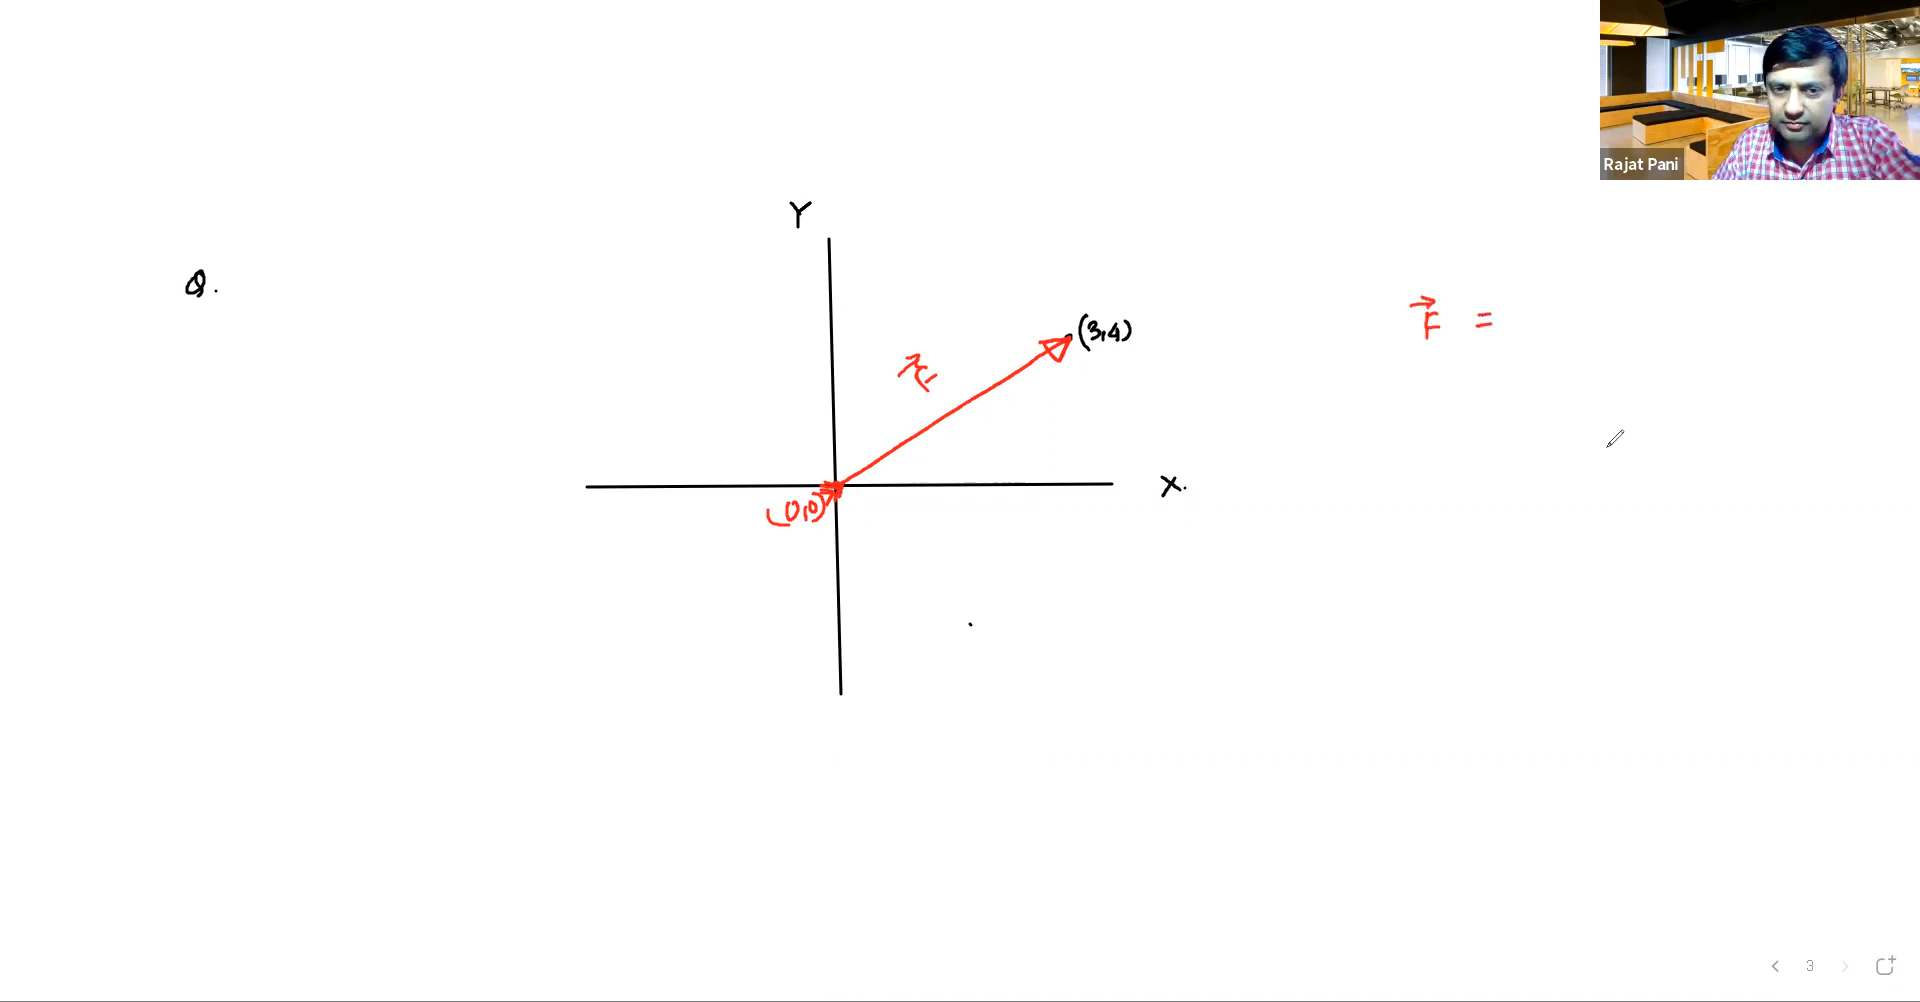 Rajat Pani
Y
Q.
(3,4)
F =
F
X.
(0,0)
3